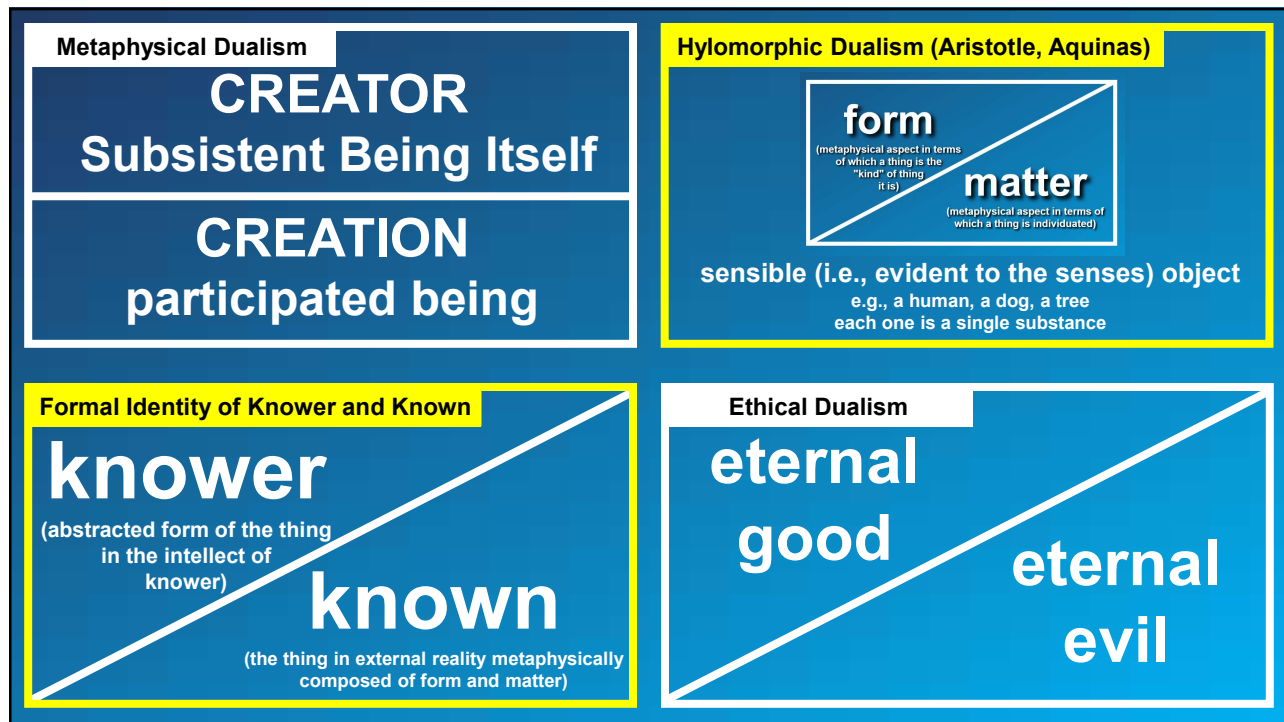 Metaphysical Dualism
CREATOR
Subsistent Being Itself
CREATION
participated being
Hylomorphic Dualism (Aristotle, Aquinas)
form
(metaphysical aspect in terms
of which a thing is the
"kind" of thing
it is)
matter
(metaphysical aspect in terms of
which a thing is individuated)
sensible (i.e., evident to the senses) object
e.g., a human, a dog, a tree
each one is a single substance
Formal Identity of Knower and Known
knower
(abstracted form of the thing
in the intellect of
knower)
known
(the thing in external reality metaphysically
composed of form and matter)
Ethical Dualism
eternal
good
eternal
evil